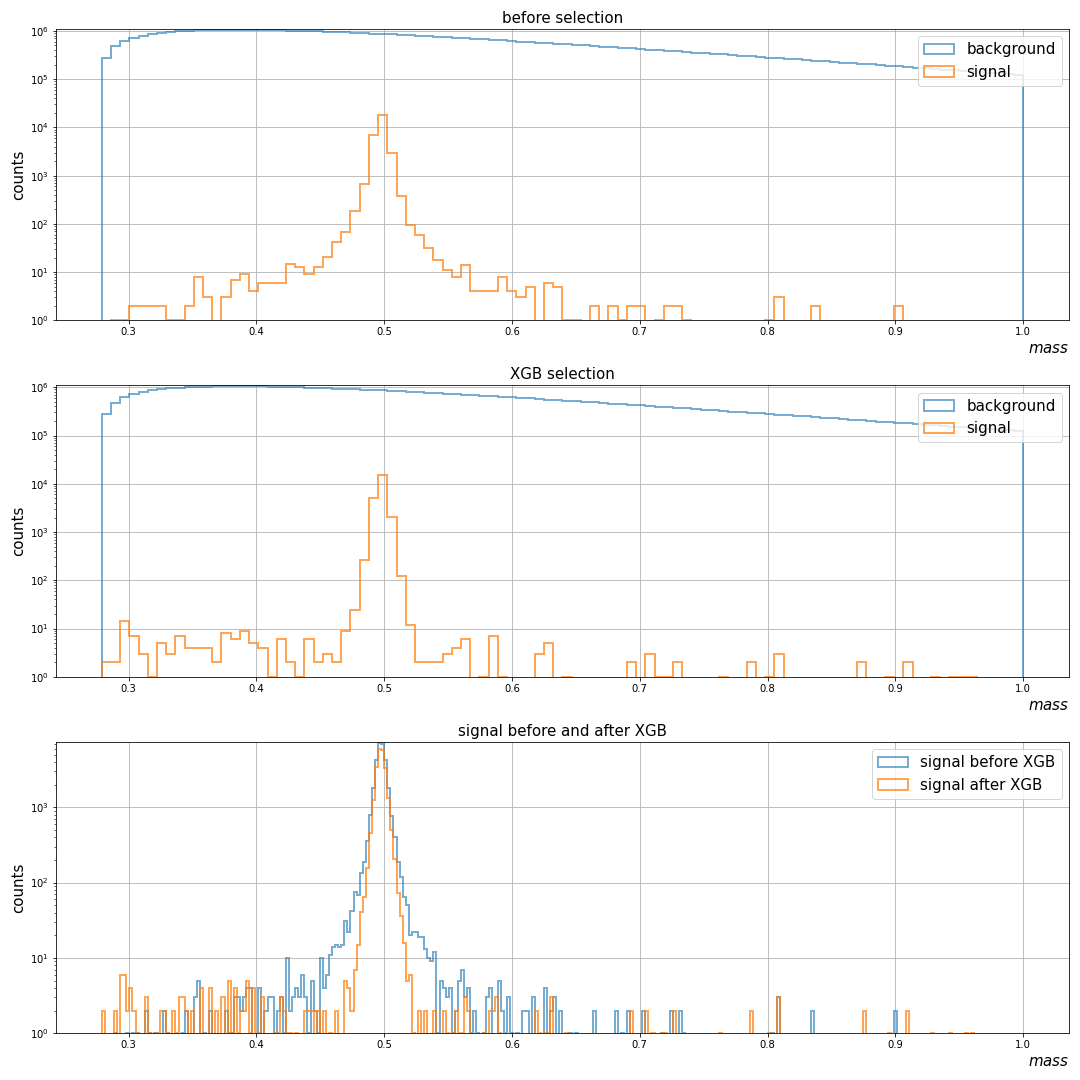 before selection
10⁶
10⁵
10⁴
10³
10²
10¹
10⁰
counts
background
signal
0.3 0.4 0.5 0.6 0.7 0.8 0.9 1.0
mass
XGB selection
10⁶
10⁵
10⁴
10³
10²
10¹
10⁰
counts
background
signal
0.3 0.4 0.5 0.6 0.7 0.8 0.9 1.0
mass
signal before and after XGB
10³
10²
10¹
10⁰
counts
signal before XGB
signal after XGB
0.3 0.4 0.5 0.6 0.7 0.8 0.9 1.0
mass